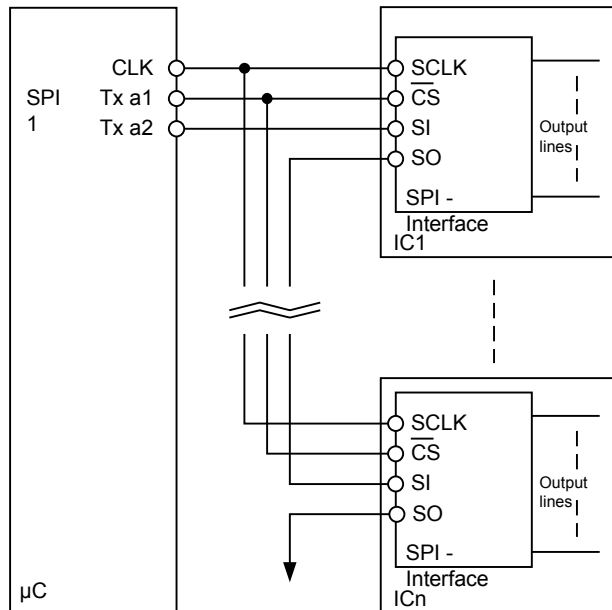 CLK
SPI
1
Tx a1
Tx a2
µC
SCLK
CS
SI
SO
SPI -
Interface
IC1
Output
lines
SCLK
CS
SI
SO
SPI -
Interface
ICn
Output
lines